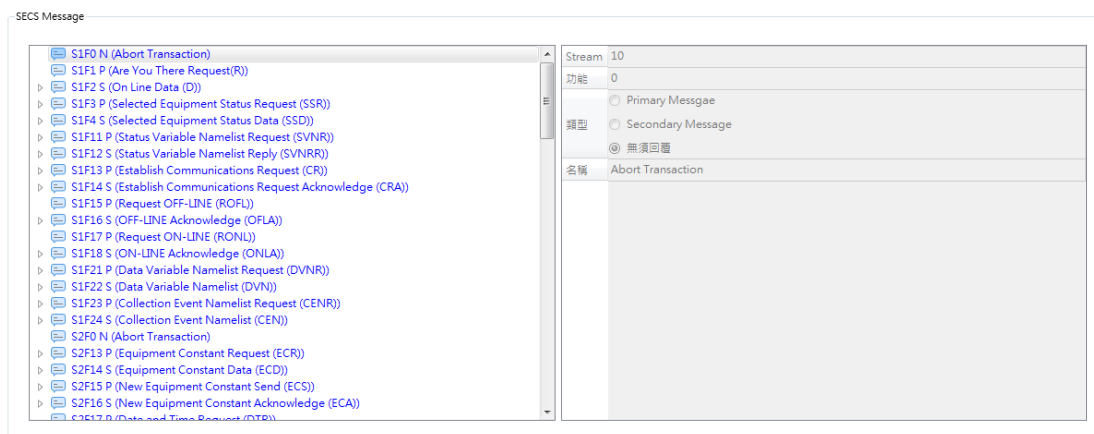 SECS Message
S1F0 N (Abort Transaction)
S1F1 P (Are You There Request(R))
S1F2 S (On Line Data (D))
S1F3 P (Selected Equipment Status Request (SSR))
S1F4 S (Selected Equipment Status Data (SSD))
S1F11 P (Status Variable Namelist Request (SVNR))
S1F12 S (Status Variable Namelist Reply (SVNRR))
S1F13 P (Establish Communications Request (CR))
S1F14 S (Establish Communications Request Acknowledge (CRA))
S1F15 P (Request OFF-LINE (ROFL))
S1F16 S (OFF-LINE Acknowledge (OFLA))
S1F17 P (Request ON-LINE (RONL))
S1F18 S (ON-LINE Acknowledge (ONLA))
S1F21 P (Data Variable Namelist Request (DVNR))
S1F22 S (Data Variable Namelist (DVN))
S1F23 P (Collection Event Namelist Request (CENR))
S1F24 S (Collection Event Namelist (CEN))
S2F0 N (Abort Transaction)
S2F13 P (Equipment Constant Request (ECR))
S2F14 S (Equipment Constant Data (ECD))
S2F15 P (New Equipment Constant Send (ECS))
S2F16 S (New Equipment Constant Acknowledge (ECA))
S2F17 P (Date and Time Request (DTR))
Stream 10
功能 0
Primary Messgae
類型 Secondary Message
無須回覆
名稱 Abort Transaction